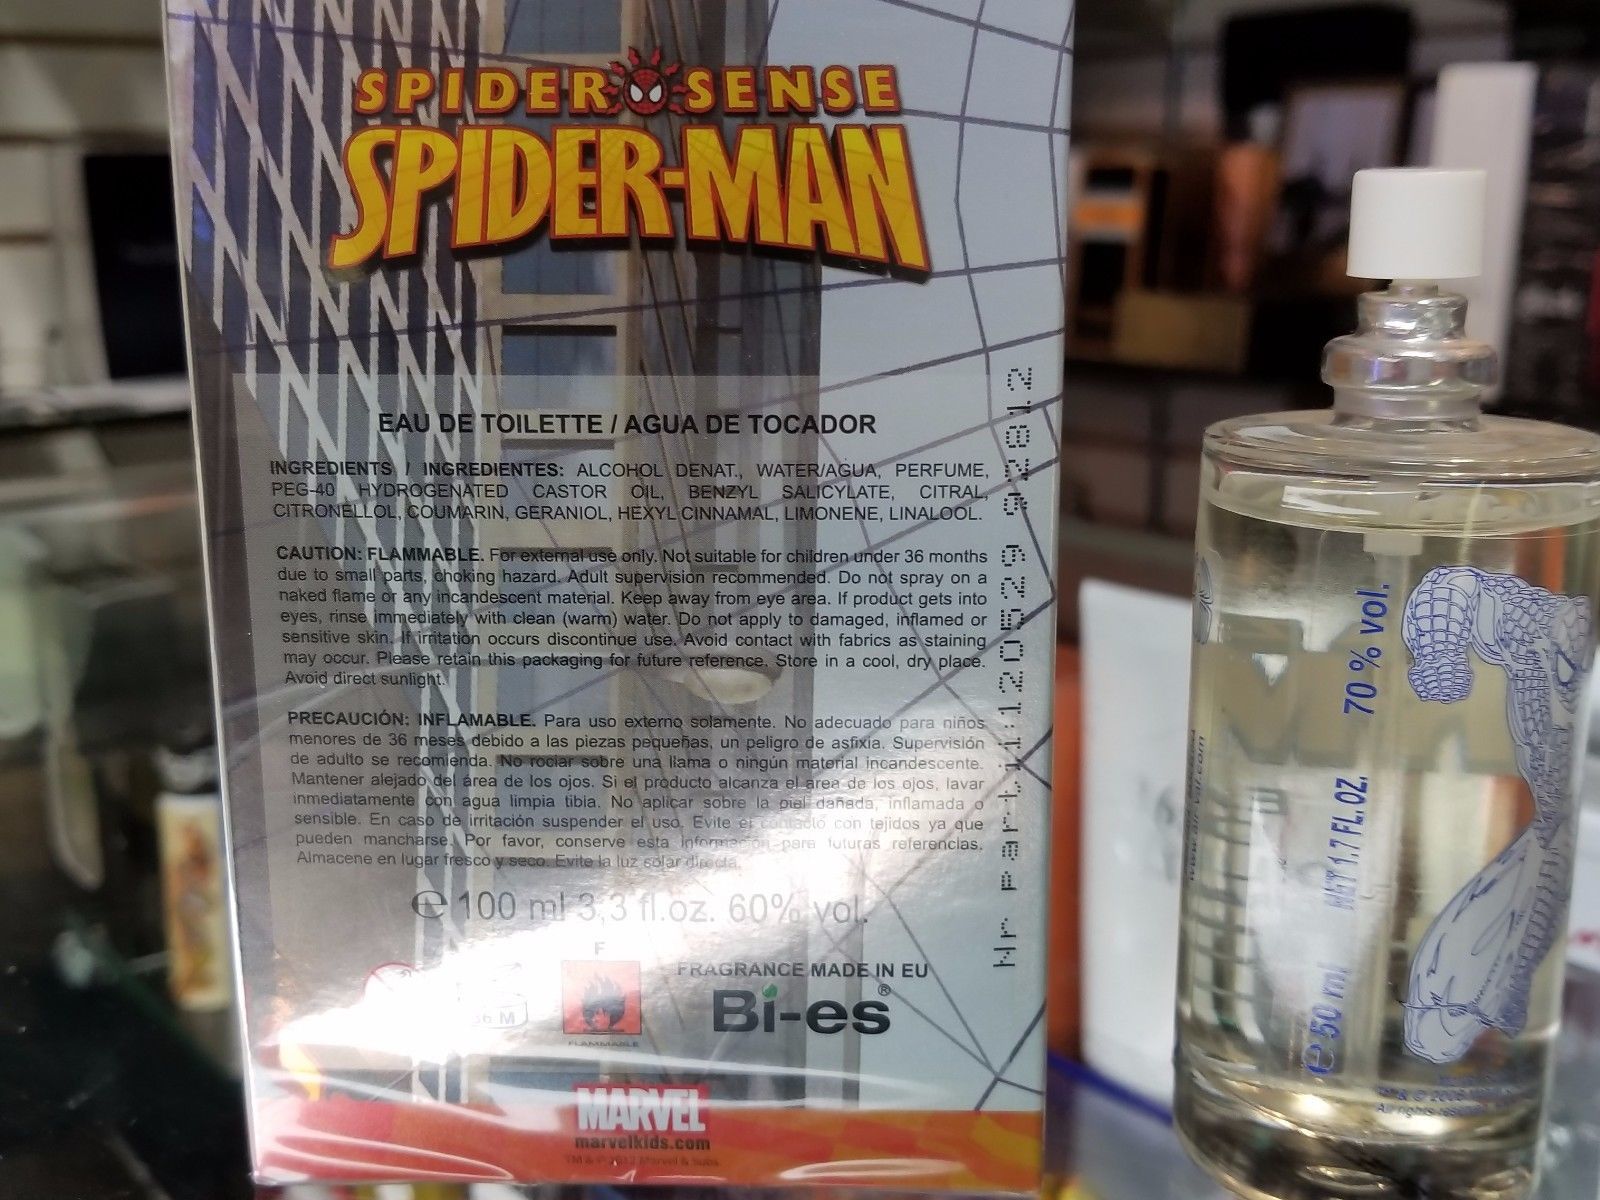 SPIDER SENSE
SPIDER-MAN
EAU DE TOILETTE / AGUA DE TOCADOR
INGREDIENTS / INGREDIENTES: ALCOHOL DENAT., WATER/AGUA, PERFUME,
PEG-40 HYDROGENATED CASTOR OIL, BENZYL SALICYLATE, CITRAL,
CITRONELLOL, COUMARIN, GERANIOL, HEXYL CINNAMAL, LIMONENE, LINALOOL.
CAUTION: FLAMMABLE. For external use only. Not suitable for children under 36 months
due to small parts, choking hazard. Adult supervision recommended. Do not spray on a
naked flame or any incandescent material. Keep away from eye area. If product gets into
eyes, rinse immediately with clean (warm) water. Do not apply to damaged, inflamed or
sensitive skin. If irritation occurs discontinue use. Avoid contact with fabrics as staining
may occur. Please retain this packaging for future reference. Store in a cool, dry place.
Avoid direct sunlight.
PRECAUCIÓN: INFLAMABLE. Para uso externo solamente. No adecuado para niños
menores de 36 meses debido a las piezas pequeñas, un peligro de asfixia. Supervisión
de adulto se recomienda. No rociar sobre una llama o ningún material incandescente.
Mantener alejado del área de los ojos. Si el producto alcanza el área de los ojos, lavar
inmediatamente con agua limpia tibia. No aplicar sobre la piel dañada, inflamada o
sensible. En caso de irritación suspender el uso. Evite el contacto con tejidos ya que
pueden mancharse. Por favor, conserve esta información para futuras referencias.
Almacene en lugar fresco y seco. Evite la luz solar directa.
℮ 100 ml 3,3 fl.oz. 60% vol.
F
36 M
FLAMMABLE
FRAGRANCE MADE IN EU
Bi-es®
MARVEL
marvelkids.com
TM & © 2012 Marvel & Subs.
Nr partii:120529 92812
℮ 50 ml NET 1.7 FL.OZ. 70 % vol.
www.air-val.com
All rights